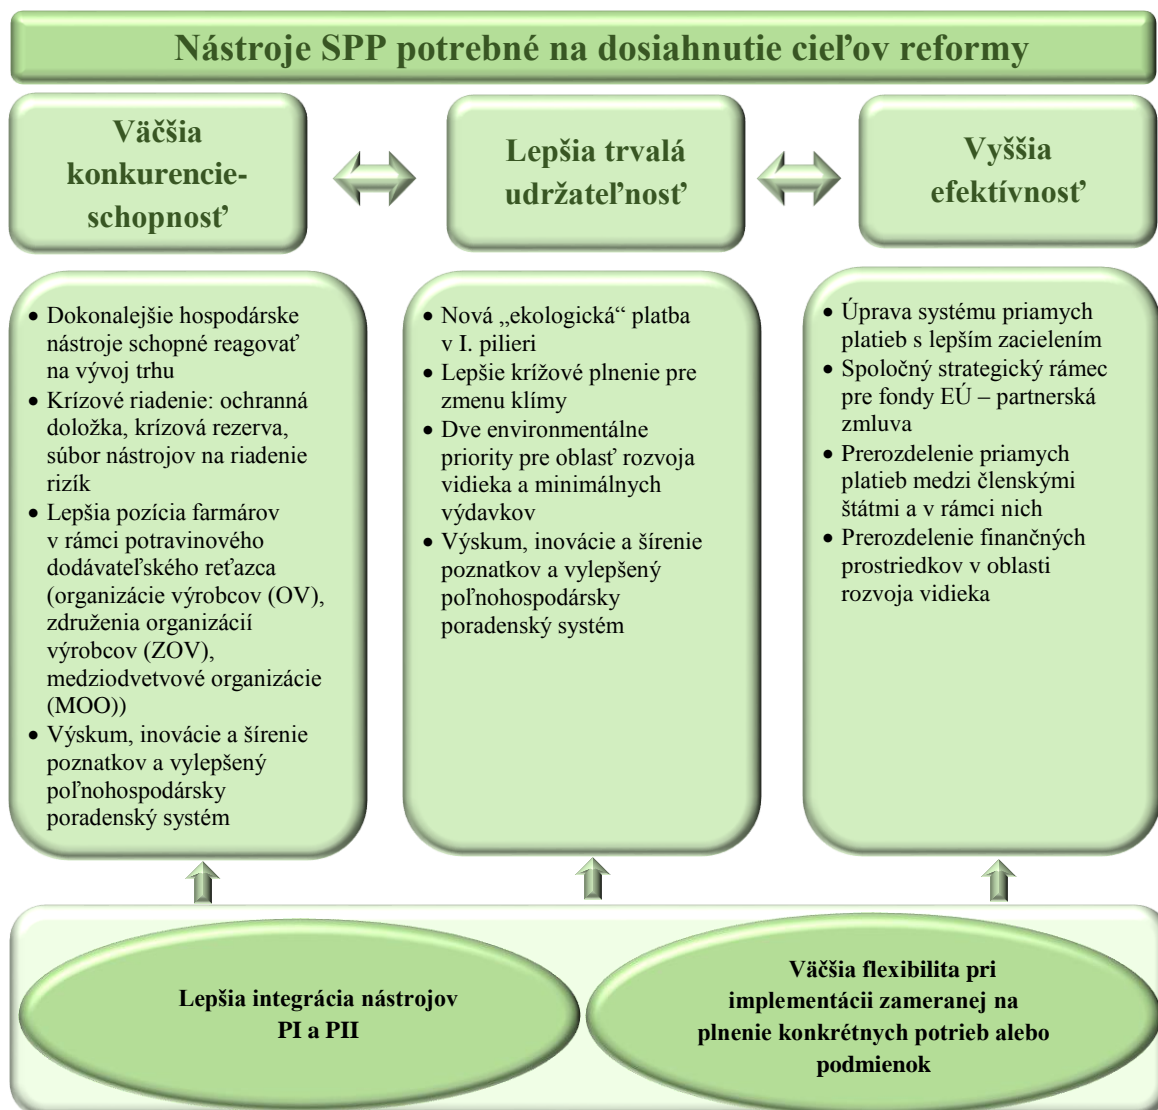 Nástroje SPP potrebné na dosiahnutie cieľov reformy
Väčšia
konkurencie-
schopnosť
Lepšia trvalá
udržateľnosť
Vyššia
efektívnosť
• Dokonalejšie hospodárske
nástroje schopné reagovať
na vývoj trhu
• Krízové riadenie: ochranná
doložka, krízová rezerva,
súbor nástrojov na riadenie
rizík
• Lepšia pozícia farmárov
v rámci potravinového
dodávateľského reťazca
(organizácie výrobcov (OV),
združenia organizácií
výrobcov (ZOV),
medziodvetvové organizácie
(MOO))
• Výskum, inovácie a šírenie
poznatkov a vylepšený
poľnohospodársky
poradenský systém
• Nová „ekologická“ platba
v I. pilieri
• Lepšie krížové plnenie pre
zmenu klímy
• Dve environmentálne
priority pre oblasť rozvoja
vidieka a minimálnych
výdavkov
• Výskum, inovácie a šírenie
poznatkov a vylepšený
poľnohospodársky
poradenský systém
• Úprava systému priamych
platieb s lepším zacielením
• Spoločný strategický rámec
pre fondy EÚ – partnerská
zmluva
• Prerozdelenie priamych
platieb medzi členskými
štátmi a v rámci nich
• Prerozdelenie finančných
prostriedkov v oblasti
rozvoja vidieka
Lepšia integrácia nástrojov
PI a PII
Väčšia flexibilita pri
implementácii zameranej na
plnenie konkrétnych potrieb alebo
podmienok